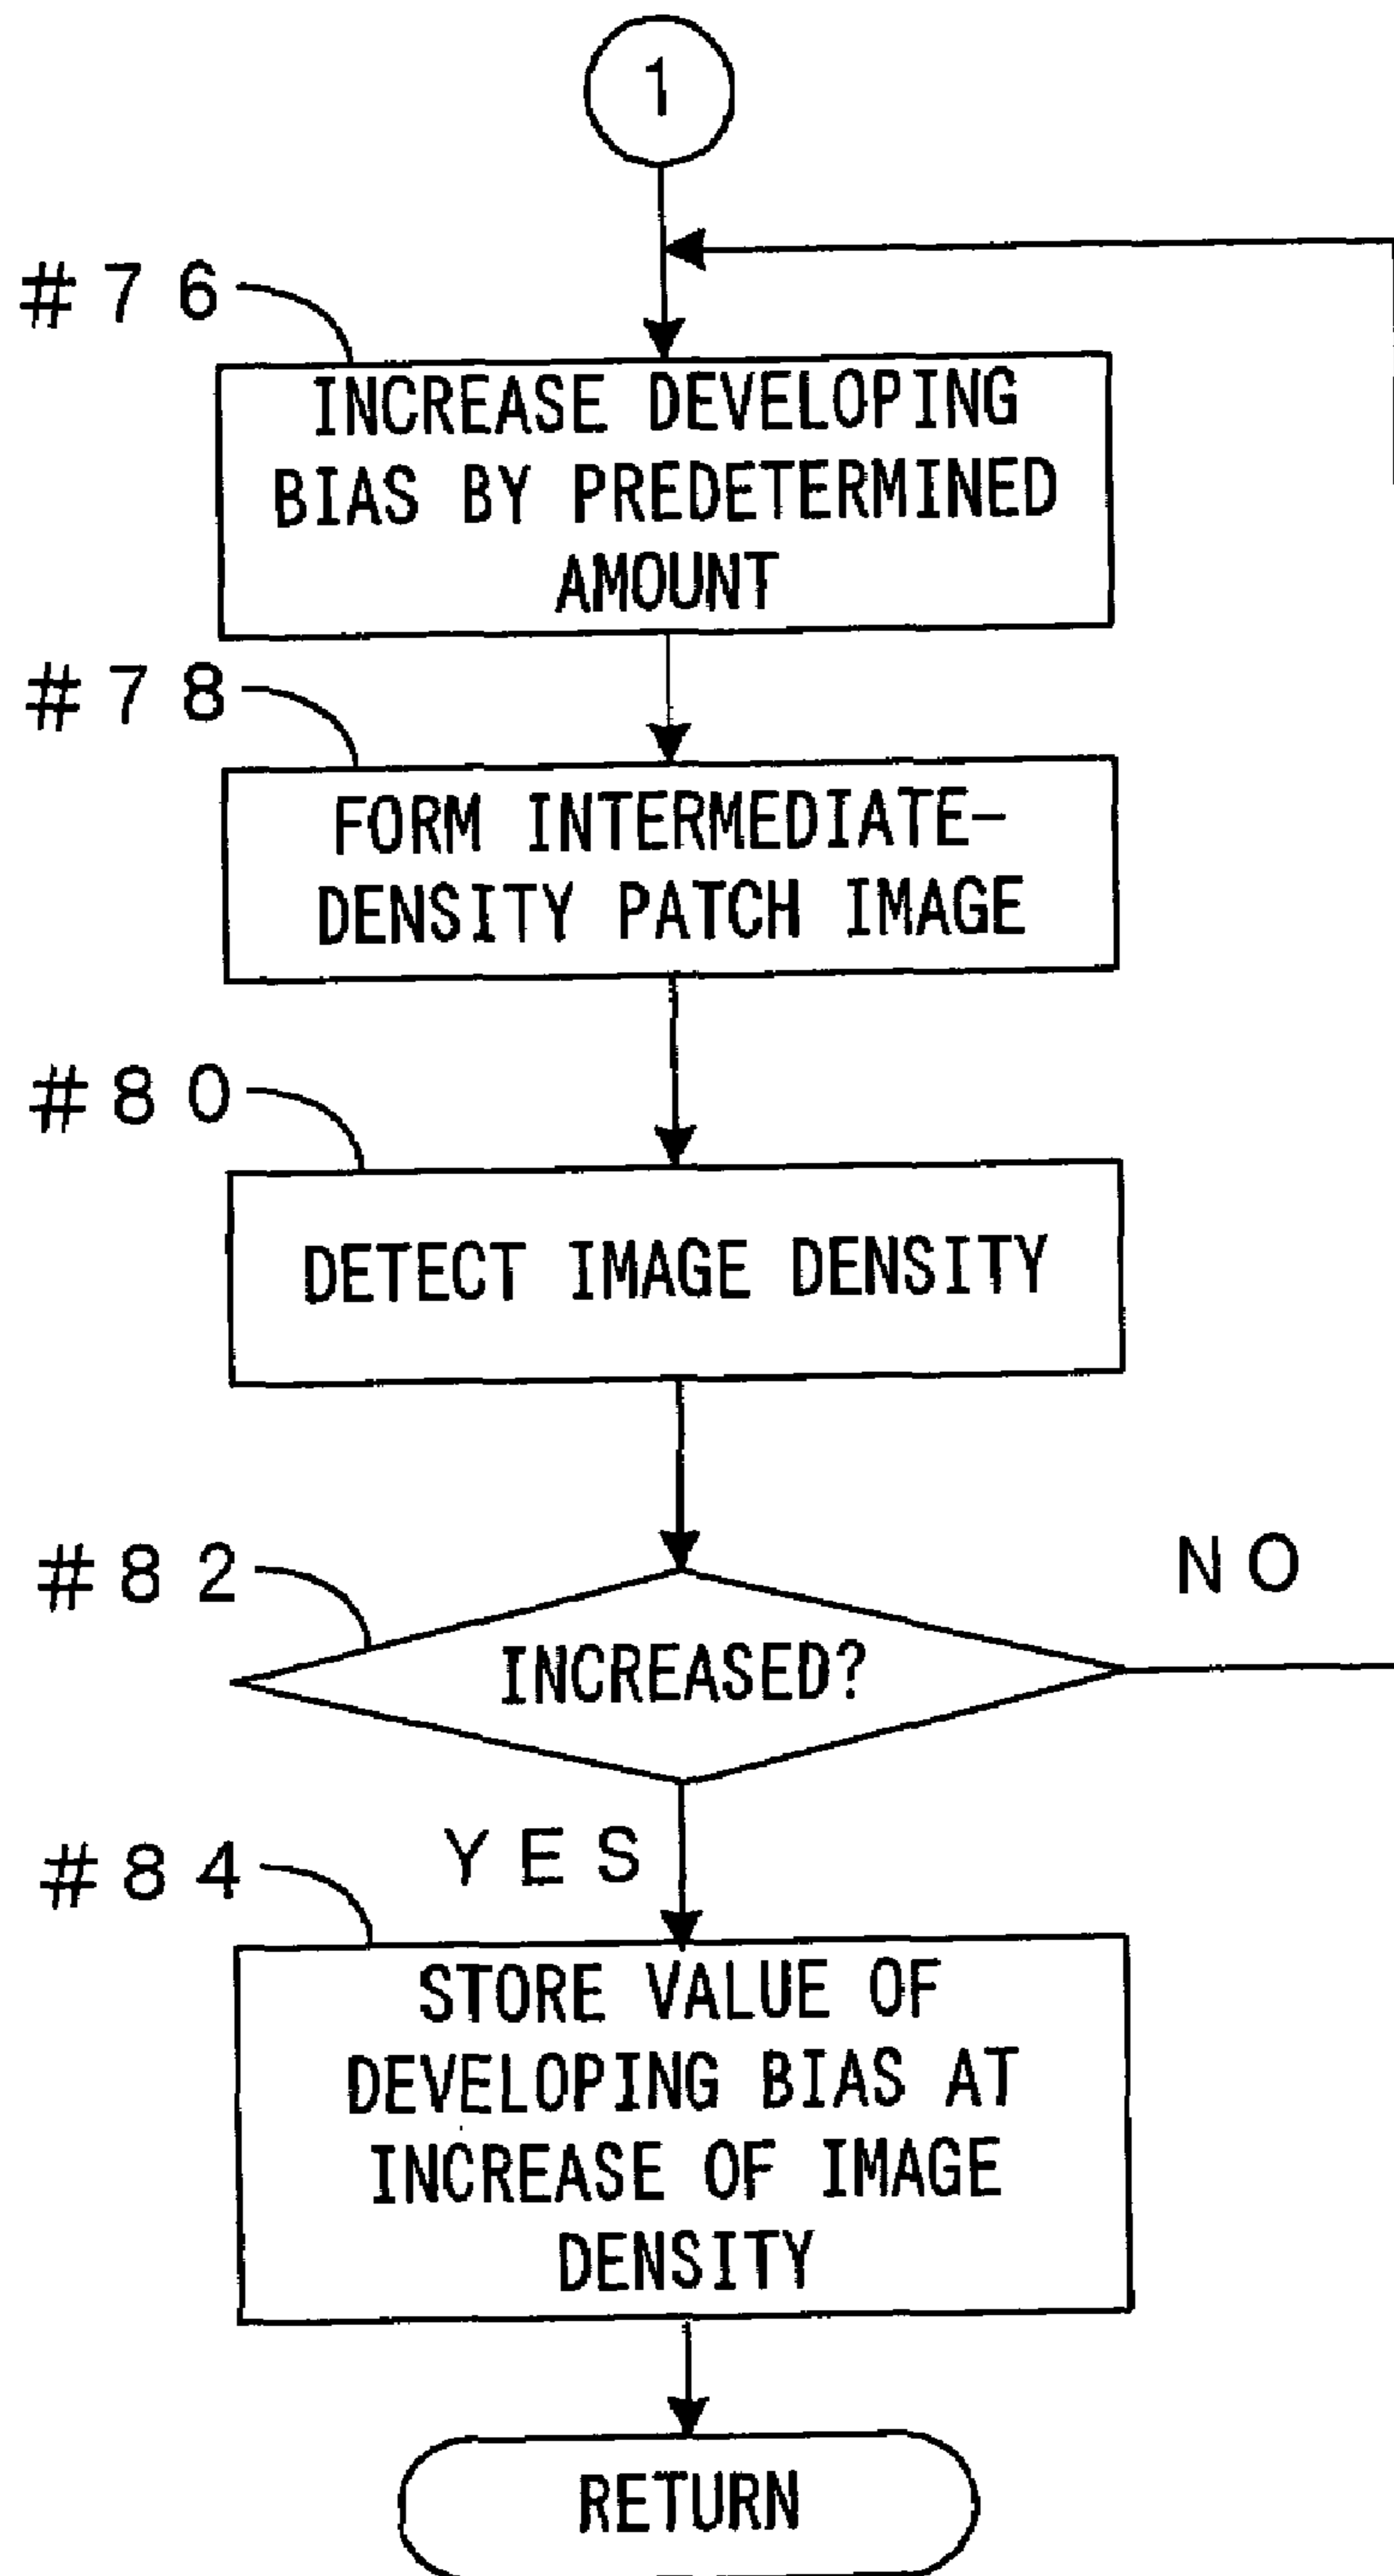 1
#76
INCREASE DEVELOPING
BIAS BY PREDETERMINED
AMOUNT
#78
FORM INTERMEDIATE-
DENSITY PATCH IMAGE
#80
DETECT IMAGE DENSITY
#82
NO
INCREASED?
YES
#84
STORE VALUE OF
DEVELOPING BIAS AT
INCREASE OF IMAGE
DENSITY
RETURN